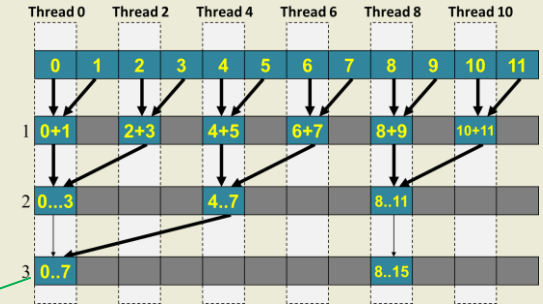 Thread 0 Thread 2 Thread 4 Thread 6 Thread 8 Thread 10
0 1 2 3 4 5 6 7 8 9 10 11
1 0+1 2+3 4+5 6+7 8+9 10+11
2 0...3 4..7 8..11
3 0..7 8..15